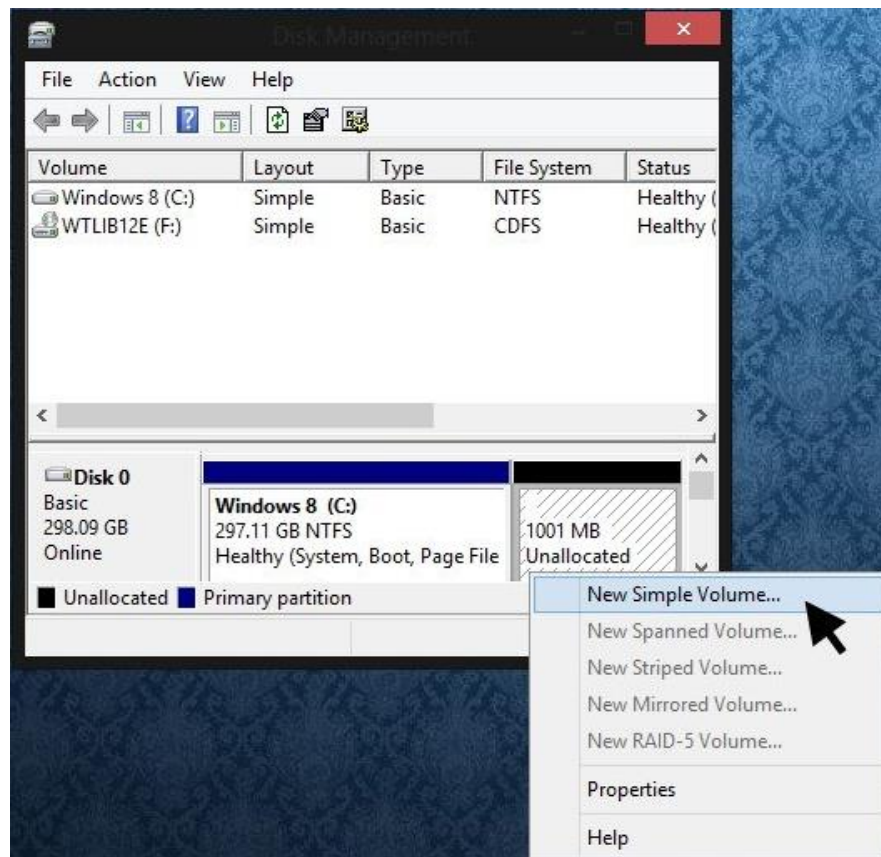 Disk Management
File Action View Help
Volume Layout Type File System Status
Windows 8 (C:) Simple Basic NTFS Healthy (
WTLIB12E (F:) Simple Basic CDFS Healthy (
Disk 0
Basic
298.09 GB
Online
Windows 8 (C:)
297.11 GB NTFS
Healthy (System, Boot, Page File
1001 MB
Unallocated
Unallocated Primary partition
New Simple Volume...
New Spanned Volume...
New Striped Volume...
New Mirrored Volume...
New RAID-5 Volume...
Properties
Help